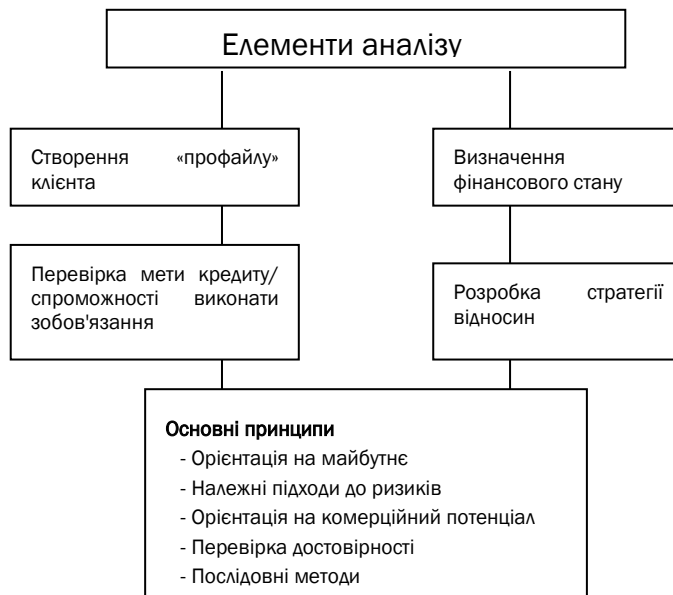 Елементи аналізу
Створення «профайлу»
клієнта
Визначення
фінансового стану
Перевірка мети кредиту/
спроможності виконати
зобов'язання
Розробка стратегії
відносин
Основні принципи
- Орієнтація на майбутнє
- Належні підходи до ризиків
- Орієнтація на комерційний потенціал
- Перевірка достовірності
- Послідовні методи